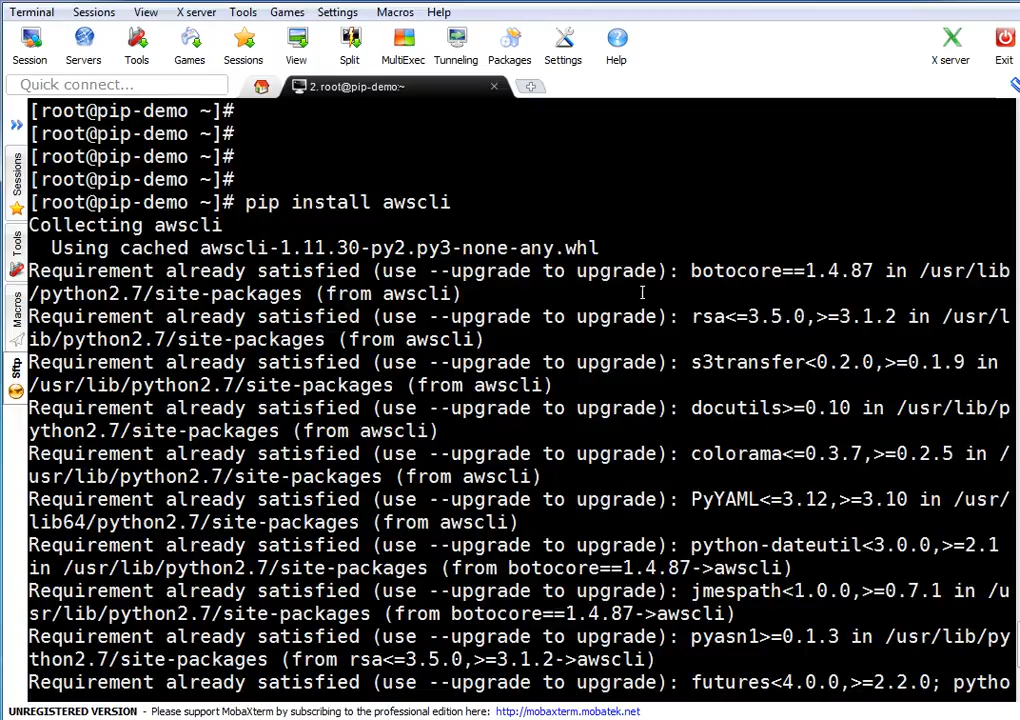 Terminal Sessions View X server Tools Games Settings Macros Help
Session Servers Tools Games Sessions View Split MultiExec Tunneling Packages Settings Help X server Exit
Quick connect... 2. root@pip-demo:~
[root@pip-demo ~]#
[root@pip-demo ~]#
[root@pip-demo ~]#
[root@pip-demo ~]#
[root@pip-demo ~]# pip install awscli
Collecting awscli
  Using cached awscli-1.11.30-py2.py3-none-any.whl
Requirement already satisfied (use --upgrade to upgrade): botocore==1.4.87 in /usr/lib
/python2.7/site-packages (from awscli)
Requirement already satisfied (use --upgrade to upgrade): rsa<=3.5.0,>=3.1.2 in /usr/l
ib/python2.7/site-packages (from awscli)
Requirement already satisfied (use --upgrade to upgrade): s3transfer<0.2.0,>=0.1.9 in
/usr/lib/python2.7/site-packages (from awscli)
Requirement already satisfied (use --upgrade to upgrade): docutils>=0.10 in /usr/lib/p
ython2.7/site-packages (from awscli)
Requirement already satisfied (use --upgrade to upgrade): colorama<=0.3.7,>=0.2.5 in /
usr/lib/python2.7/site-packages (from awscli)
Requirement already satisfied (use --upgrade to upgrade): PyYAML<=3.12,>=3.10 in /usr/
lib64/python2.7/site-packages (from awscli)
Requirement already satisfied (use --upgrade to upgrade): python-dateutil<3.0.0,>=2.1
in /usr/lib/python2.7/site-packages (from botocore==1.4.87->awscli)
Requirement already satisfied (use --upgrade to upgrade): jmespath<1.0.0,>=0.7.1 in /u
sr/lib/python2.7/site-packages (from botocore==1.4.87->awscli)
Requirement already satisfied (use --upgrade to upgrade): pyasn1>=0.1.3 in /usr/lib/py
thon2.7/site-packages (from rsa<=3.5.0,>=3.1.2->awscli)
Requirement already satisfied (use --upgrade to upgrade): futures<4.0.0,>=2.2.0; pytho
Sessions
Tools
Macros
Sftp
UNREGISTERED VERSION - Please support MobaXterm by subscribing to the professional edition here: http://mobaxterm.mobatek.net